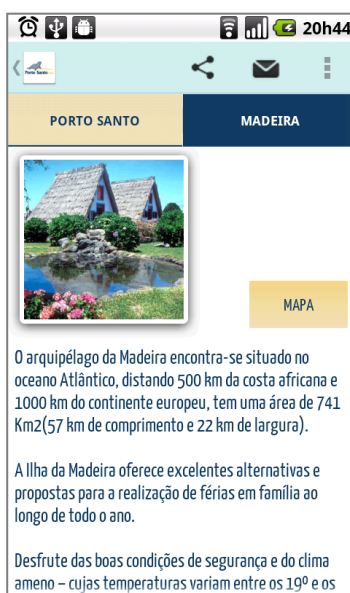 20h44
Porto Santo
PORTO SANTO
MADEIRA
MAPA
O arquipélago da Madeira encontra-se situado no
oceano Atlântico, distando 500 km da costa africana e
1000 km do continente europeu, tem uma área de 741
Km2(57 km de comprimento e 22 km de largura).
A Ilha da Madeira oferece excelentes alternativas e
propostas para a realização de férias em família ao
longo de todo o ano.
Desfrute das boas condições de segurança e do clima
ameno – cujas temperaturas variam entre os 19º e os